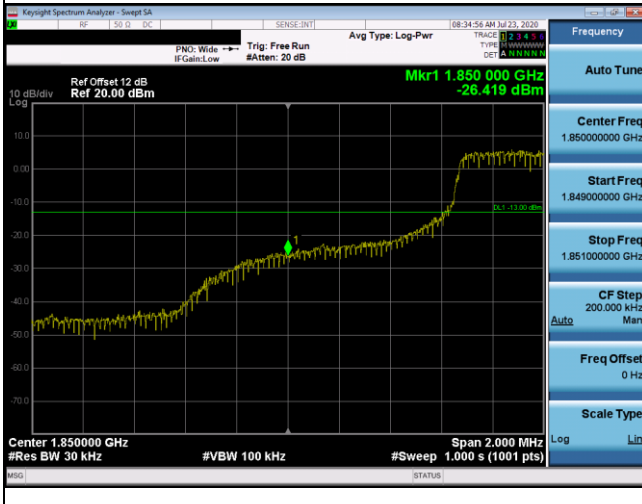 Keysight Spectrum Analyzer - Swept SA
RF 50 Ω DC SENSE:INT 08:34:56 AM Jul 23, 2020
Avg Type: Log-Pwr TRACE 1 2 3 4 5 6
PNO: Wide Trig: Free Run TYPE
IFGain:Low #Atten: 20 dB DET A N N N N N
Mkr1 1.850 000 GHz
-26.419 dBm
Ref Offset 12 dB
10 dB/div Ref 20.00 dBm
Log
10.0
0.00
-10.0
DL1 -13.00 dBm
-20.0
1
-30.0
-40.0
-50.0
-60.0
-70.0
Center 1.850000 GHz Span 2.000 MHz
#Res BW 30 kHz #VBW 100 kHz #Sweep 1.000 s (1001 pts)
MSG STATUS
Frequency
Auto Tune
Center Freq
1.850000000 GHz
Start Freq
1.849000000 GHz
Stop Freq
1.851000000 GHz
CF Step
200.000 kHz
Auto Man
Freq Offset
0 Hz
Scale Type
Log Lin